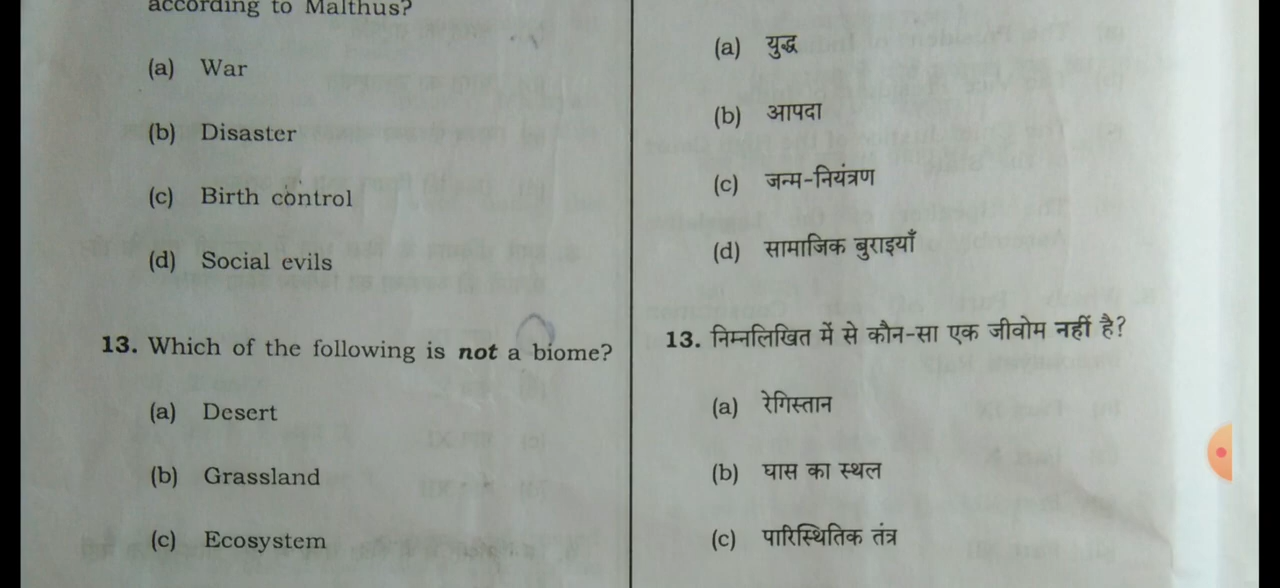 according to Malthus?
(a) War
(b) Disaster
(c) Birth control
(d) Social evils
13. Which of the following is not a biome?
(a) Desert
(b) Grassland
(c) Ecosystem
(a) युद्ध
(b) आपदा
(c) जन्म-नियंत्रण
(d) सामाजिक बुराइयाँ
13. निम्नलिखित में से कौन-सा एक जीवोम नहीं है?
(a) रेगिस्तान
(b) घास का स्थल
(c) पारिस्थितिक तंत्र